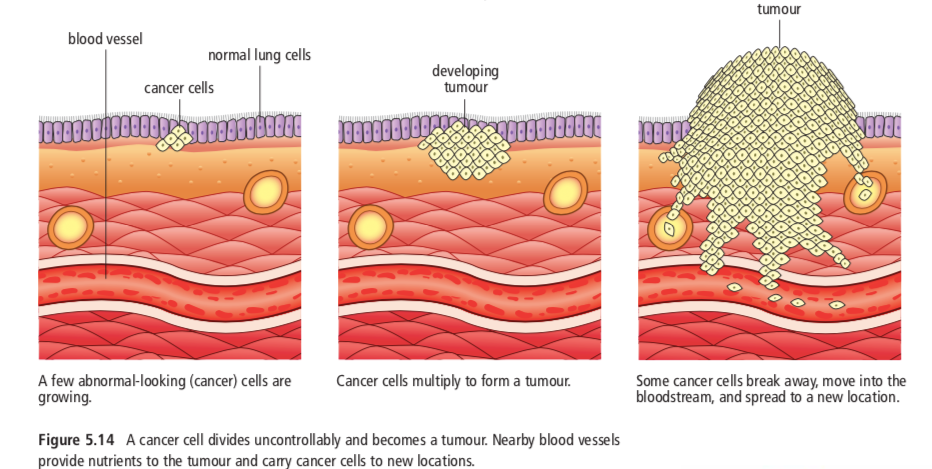 tumour
blood vessel
normal lung cells
cancer cells
developing
tumour
A few abnormal-looking (cancer) cells are
growing.
Cancer cells multiply to form a tumour.
Some cancer cells break away, move into the
bloodstream, and spread to a new location.
Figure 5.14 A cancer cell divides uncontrollably and becomes a tumour. Nearby blood vessels
provide nutrients to the tumour and carry cancer cells to new locations.